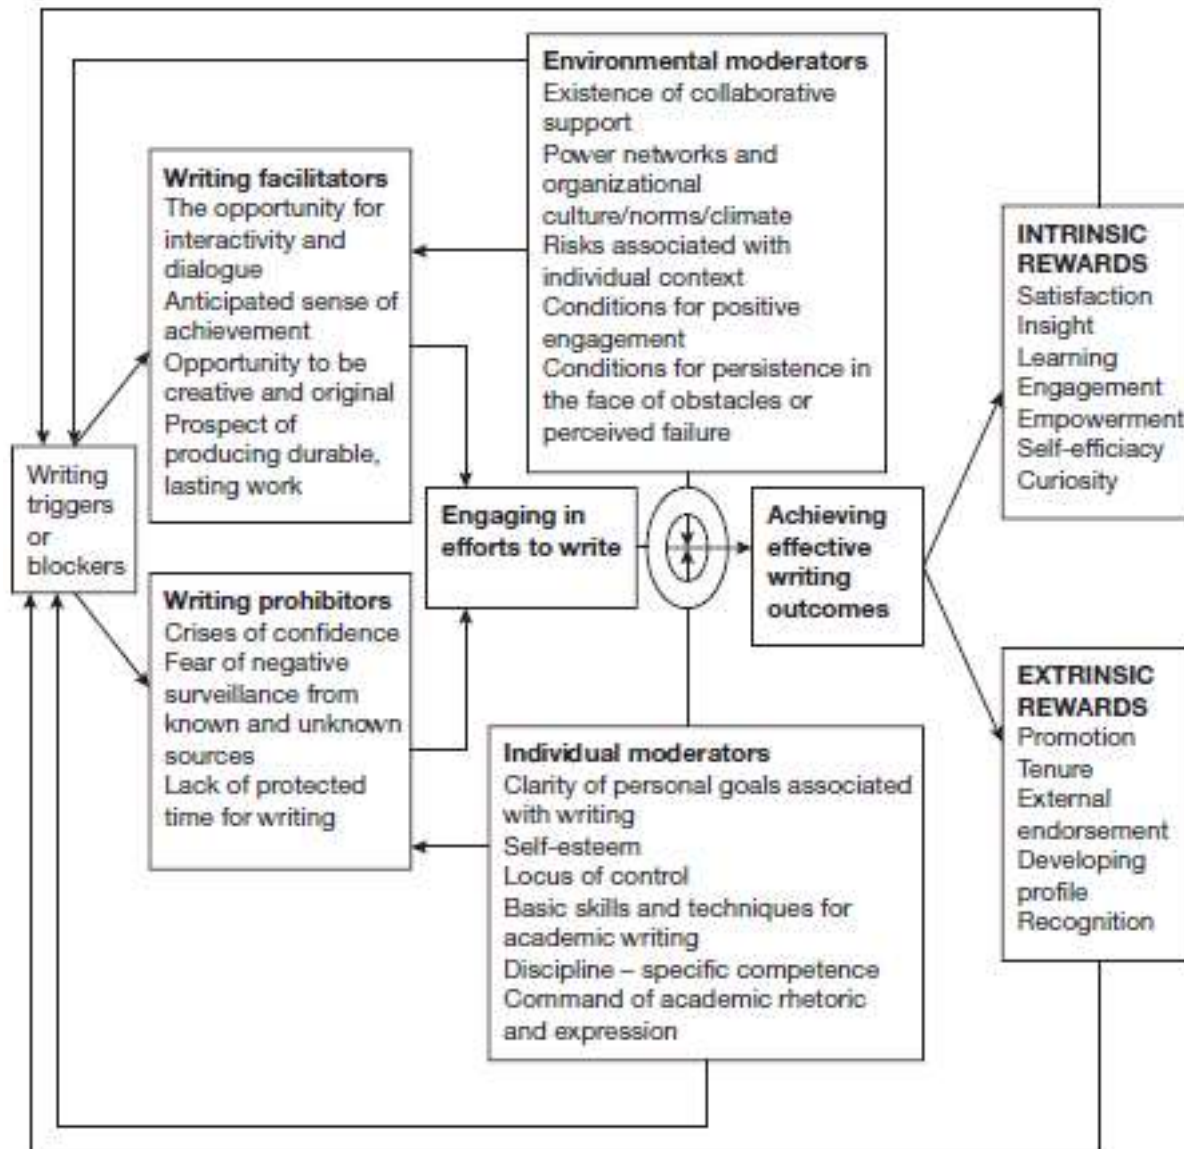 Environmental moderators
Existence of collaborative
support
Power networks and
organizational
culture/norms/climate
Risks associated with
individual context
Conditions for positive
engagement
Conditions for persistence in
the face of obstacles or
perceived failure
Writing facilitators
The opportunity for
interactivity and
dialogue
Anticipated sense of
achievement
Opportunity to be
creative and original
Prospect of
producing durable,
lasting work
Writing
triggers
or
blockers
Writing prohibitors
Crises of confidence
Fear of negative
surveillance from
known and unknown
sources
Lack of protected
time for writing
Engaging in
efforts to write
Individual moderators
Clarity of personal goals associated
with writing
Self-esteem
Locus of control
Basic skills and techniques for
academic writing
Discipline – specific competence
Command of academic rhetoric
and expression
Achieving
effective
writing
outcomes
INTRINSIC
REWARDS
Satisfaction
Insight
Learning
Engagement
Empowerment
Self-efficiacy
Curiosity
EXTRINSIC
REWARDS
Promotion
Tenure
External
endorsement
Developing
profile
Recognition